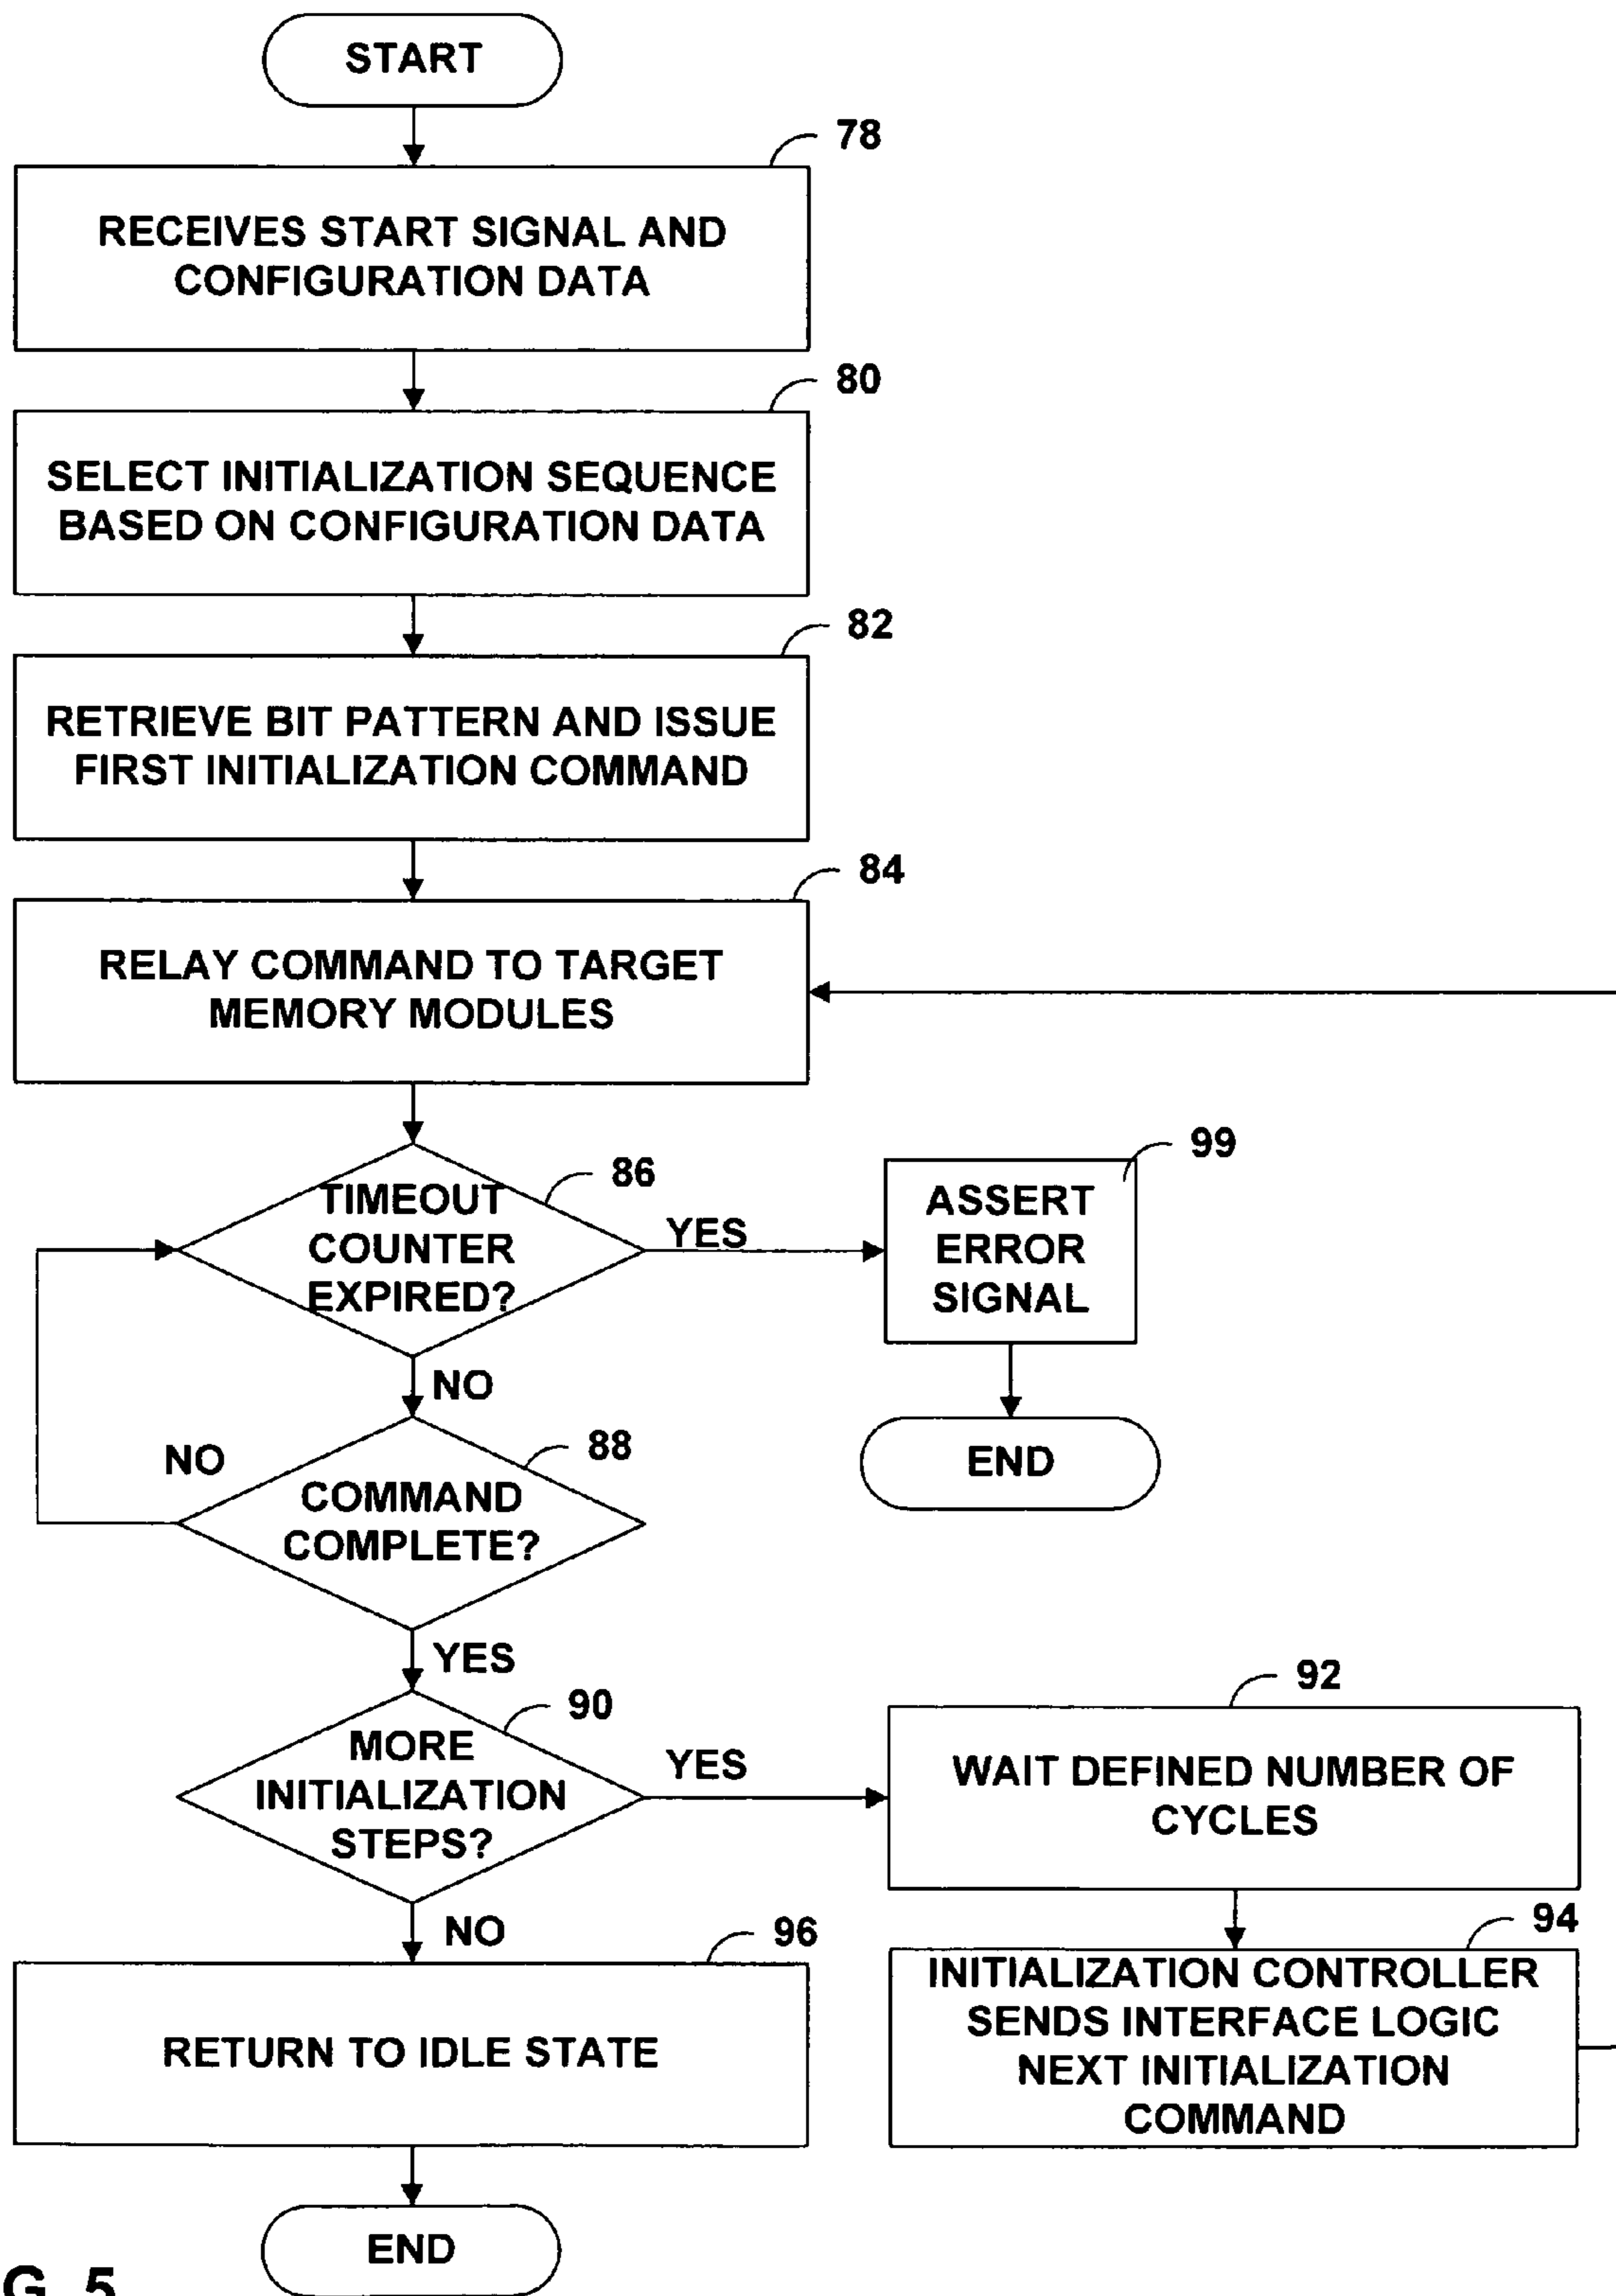 START
78
RECEIVES START SIGNAL AND
CONFIGURATION DATA
80
SELECT INITIALIZATION SEQUENCE
BASED ON CONFIGURATION DATA
82
RETRIEVE BIT PATTERN AND ISSUE
FIRST INITIALIZATION COMMAND
84
RELAY COMMAND TO TARGET
MEMORY MODULES
86
TIMEOUT
COUNTER
EXPIRED?
YES
99
ASSERT
ERROR
SIGNAL
NO
END
88
NO
COMMAND
COMPLETE?
YES
90
MORE
INITIALIZATION
STEPS?
YES
92
WAIT DEFINED NUMBER OF
CYCLES
NO
94
INITIALIZATION CONTROLLER
SENDS INTERFACE LOGIC
NEXT INITIALIZATION
COMMAND
96
RETURN TO IDLE STATE
END
G. 5